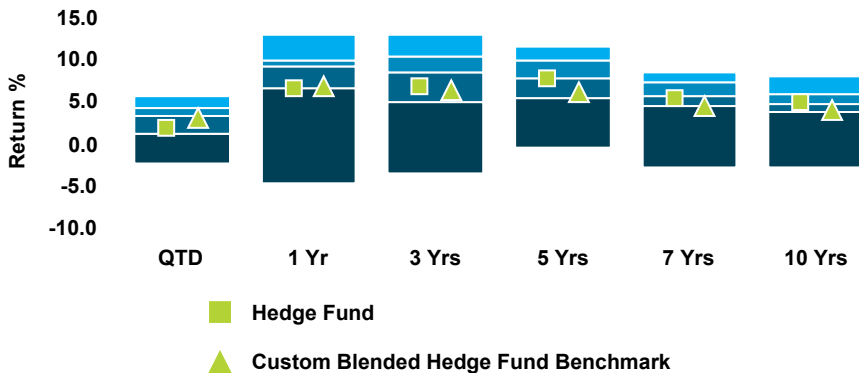 Return %
15.0
10.0
5.0
0.0
-5.0
-10.0
QTD 1 Yr 3 Yrs 5 Yrs 7 Yrs 10 Yrs
Hedge Fund
Custom Blended Hedge Fund Benchmark